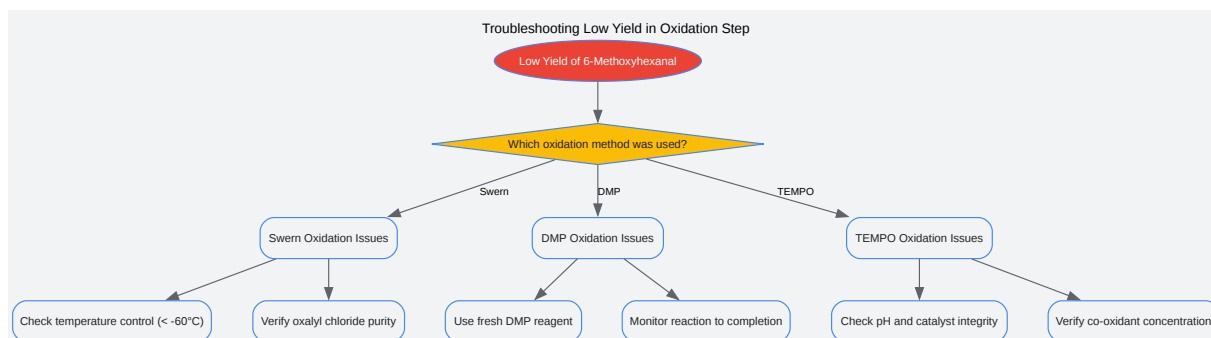 Troubleshooting Low Yield in Oxidation Step
Low Yield of 6-Methoxyhexanal
Which oxidation method was used?
Swern
DMP
TEMPO
Swern Oxidation Issues
DMP Oxidation Issues
TEMPO Oxidation Issues
Check temperature control (< -60°C)
Verify oxalyl chloride purity
Use fresh DMP reagent
Monitor reaction to completion
Check pH and catalyst integrity
Verify co-oxidant concentration